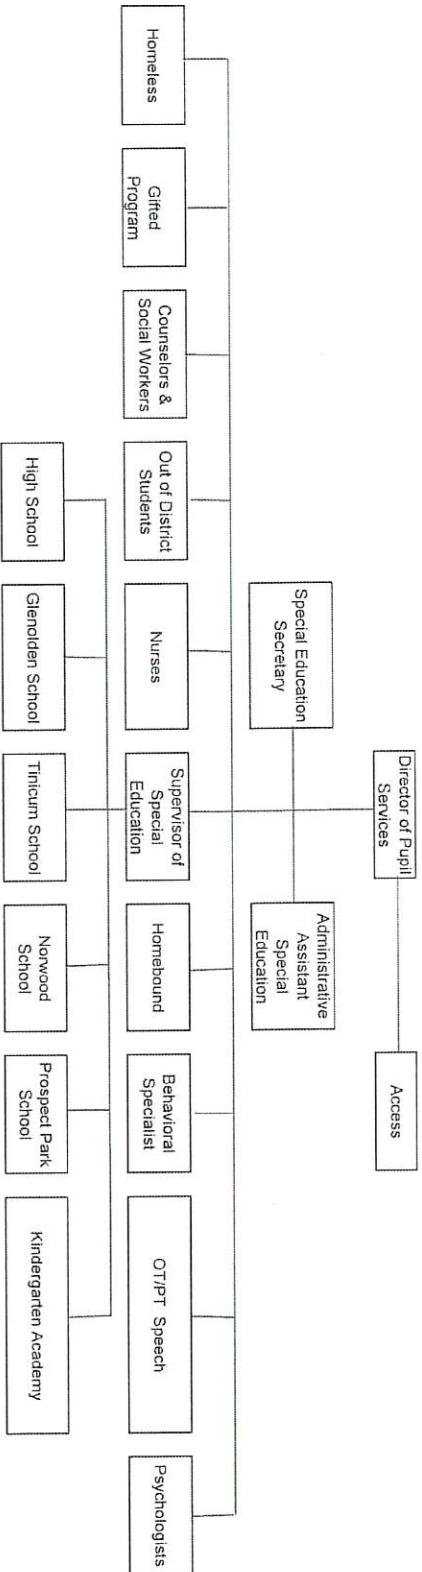 Director of Pupil
Services
Access
Special Education
Secretary
Administrative
Assistant
Special
Education
Homeless
Gifted
Program
Counselors &
Social Workers
Out of District
Students
Nurses
Supervisor of
Special
Education
Homebound
Behavioral
Specialist
OT/PT Speech
Psychologists
High School
Glenolden School
Tinicum School
Norwood
School
Prospect Park
School
Kindergarten Academy